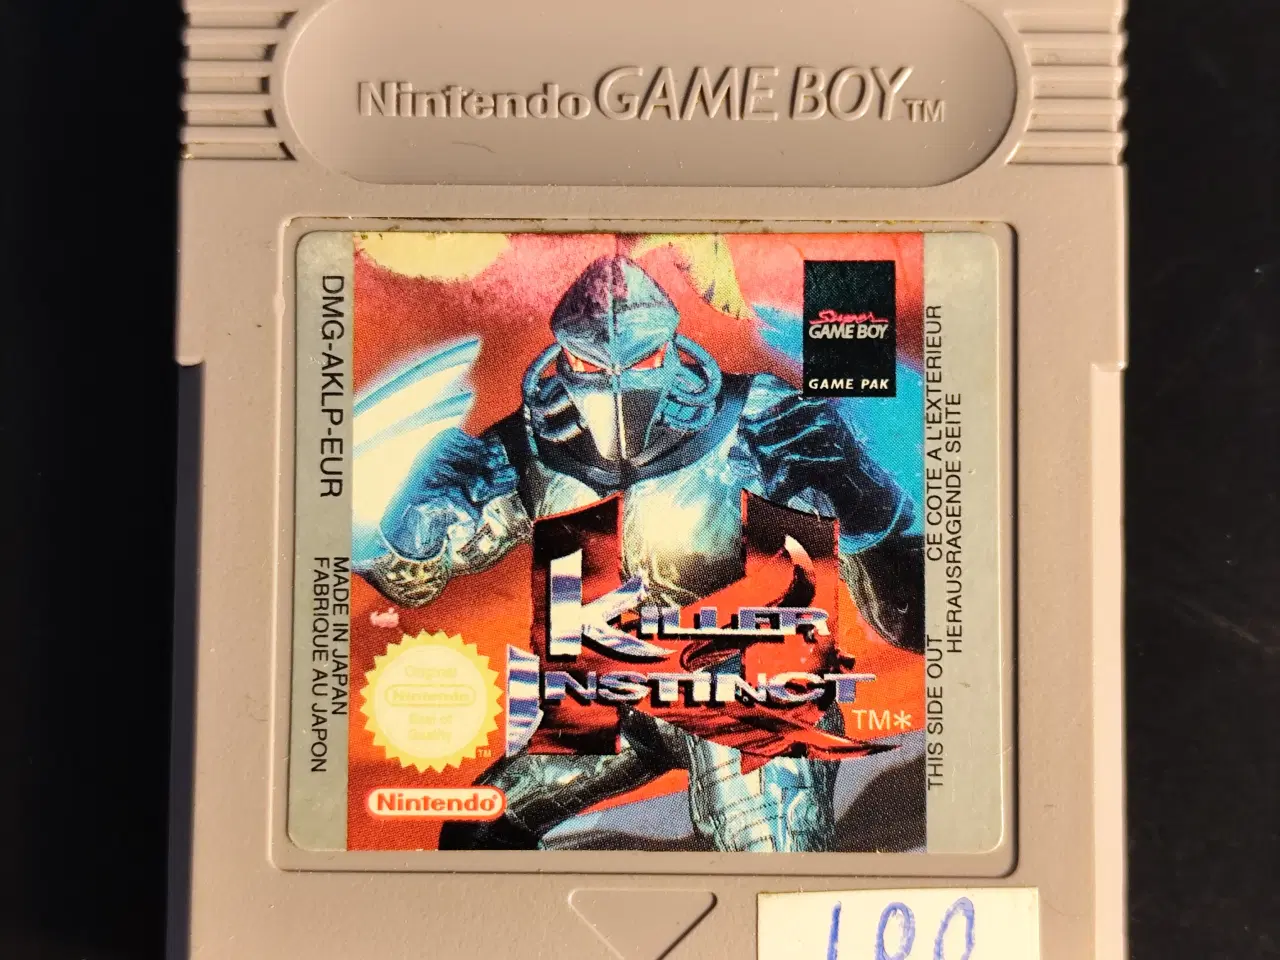 Nintendo GAME BOY TM
Super
GAME BOY
GAME PAK
DMG-AKLP-EUR
MADE IN JAPAN
FABRIQUE AU JAPON
THIS SIDE OUT CE COTE A L'EXTERIEUR
HERAUSRAGENDE SEITE
KILLER
INSTINCT
TM*
Original
Nintendo
Seal of
Quality
TM
Nintendo